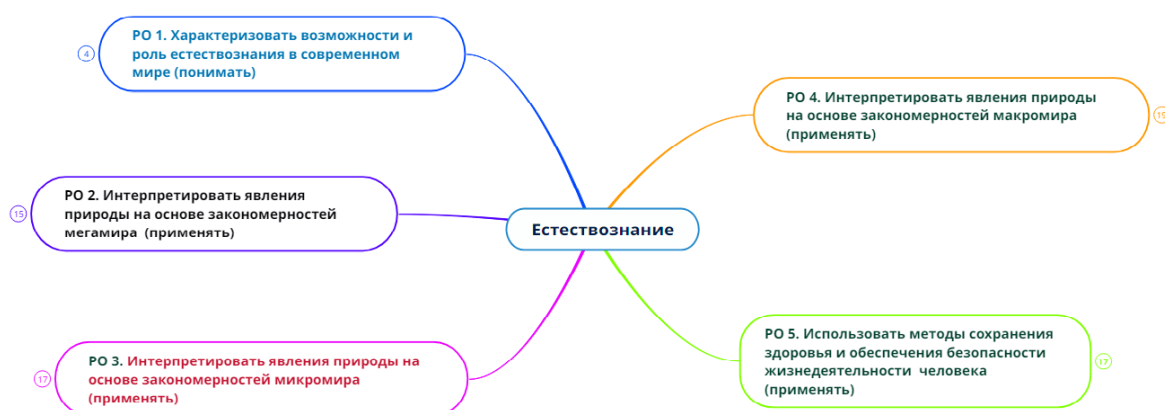 РО 1. Характеризовать возможности и
роль естествознания в современном
мире (понимать)
4
РО 2. Интерпретировать явления
природы на основе закономерностей
мегамира (применять)
15
РО 3. Интерпретировать явления природы на
основе закономерностей микромира
(применять)
17
Естествознание
РО 4. Интерпретировать явления природы
на основе закономерностей макромира
(применять)
19
РО 5. Использовать методы сохранения
здоровья и обеспечения безопасности
жизнедеятельности человека
(применять)
17